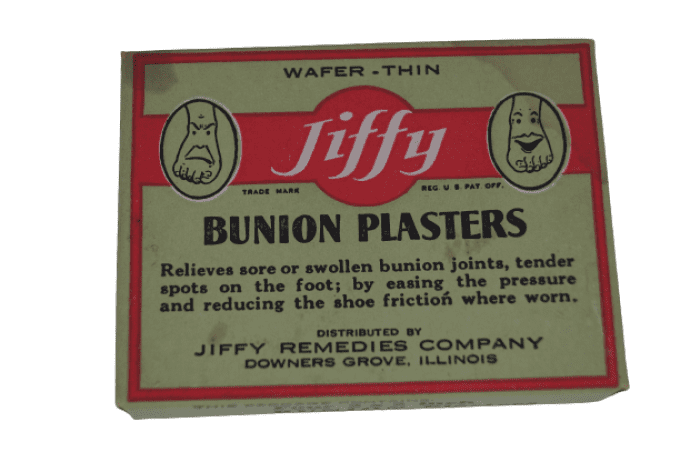 WAFER-THIN
Jiffy
TRADE MARK REG. U.S. PAT. OFF.
BUNION PLASTERS
Relieves sore or swollen bunion joints, tender
spots on the foot; by easing the pressure
and reducing the shoe friction where worn.
DISTRIBUTED BY
JIFFY REMEDIES COMPANY
DOWNERS GROVE, ILLINOIS